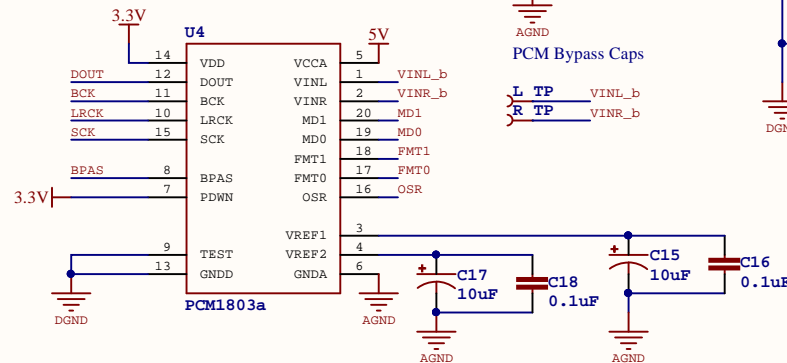 3.3V
U4
5V
AGND
PCM Bypass Caps
14 VDD VCCA 5
DOUT 12 DOUT VINL 1 VINL_b
BCK 11 BCK VINR 2 VINR_b
LRCK 10 LRCK MD1 20 MD1
SCK 15 SCK MD0 19 MD0
FMT1 18 FMT1
BPAS 8 BPAS FMT0 17 FMT0
3.3V 7 PDWN OSR 16 OSR
VREF1 3
9 TEST VREF2 4
13 GNDD GNDA 6
PCM1803a
DGND
AGND
L TP VINL_b
R TP VINR_b
+ C17
10uF
C18
0.1uF
AGND
+ C15
10uF
C16
0.1uF
AGND